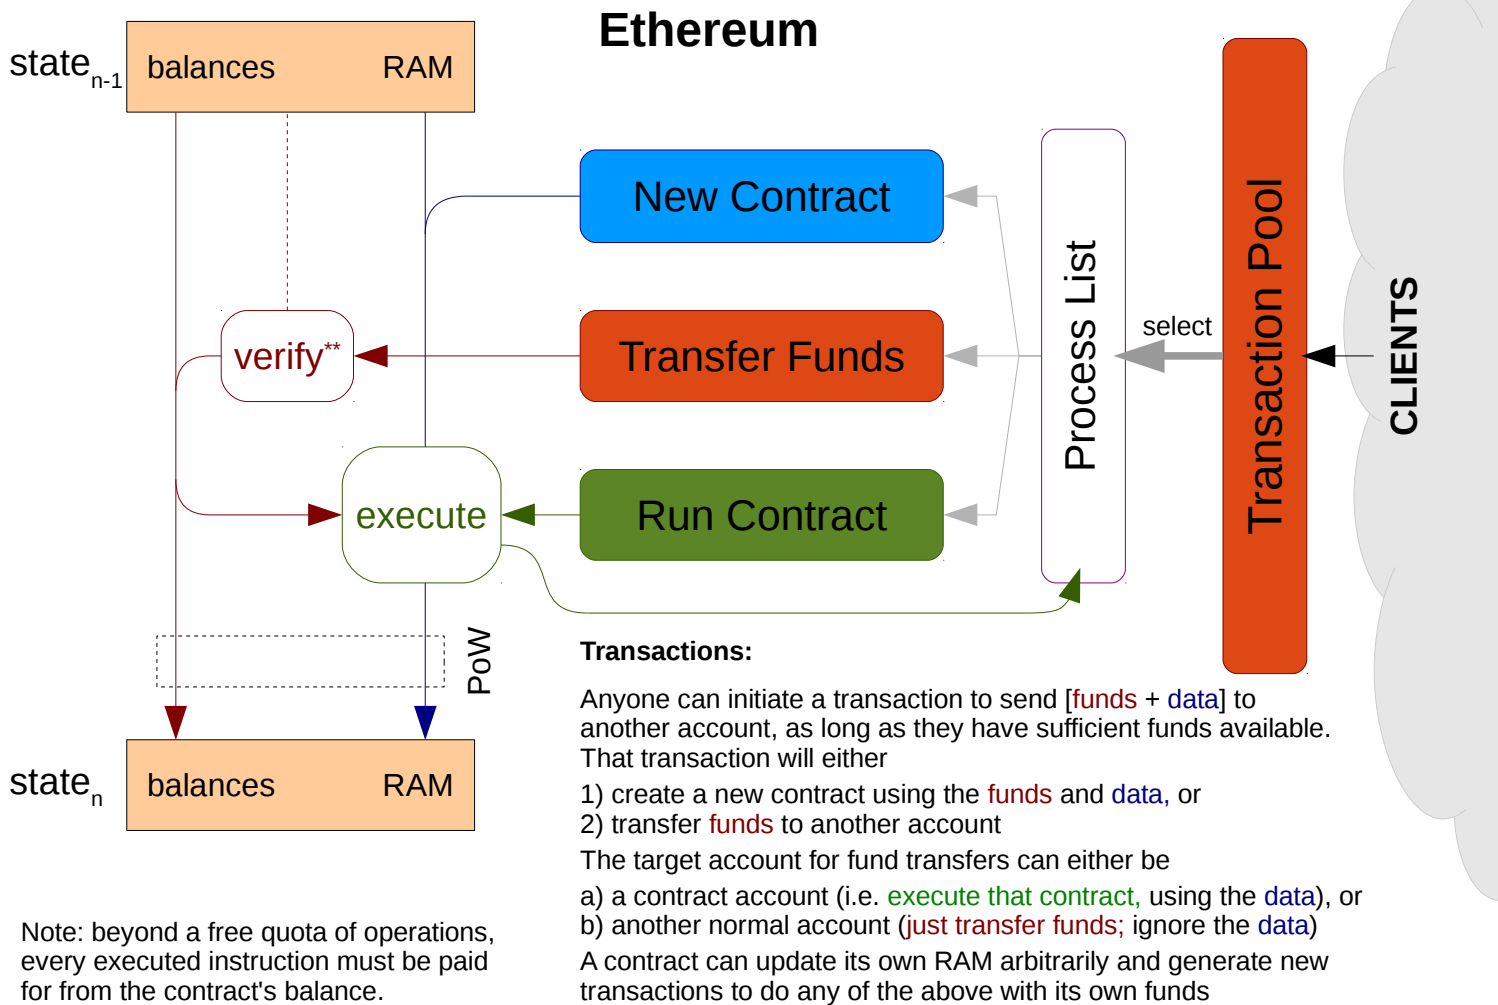 Ethereum
state n-1
balances RAM
New Contract
Transfer Funds
Run Contract
verify**
execute
Process List
select
Transaction Pool
CLIENTS
PoW
state n
balances RAM
Transactions:
Anyone can initiate a transaction to send [funds + data] to
another account, as long as they have sufficient funds available.
That transaction will either
1) create a new contract using the funds and data, or
2) transfer funds to another account
The target account for fund transfers can either be
a) a contract account (i.e. execute that contract, using the data), or
b) another normal account (just transfer funds; ignore the data)
A contract can update its own RAM arbitrarily and generate new
transactions to do any of the above with its own funds
Note: beyond a free quota of operations,
every executed instruction must be paid
for from the contract's balance.